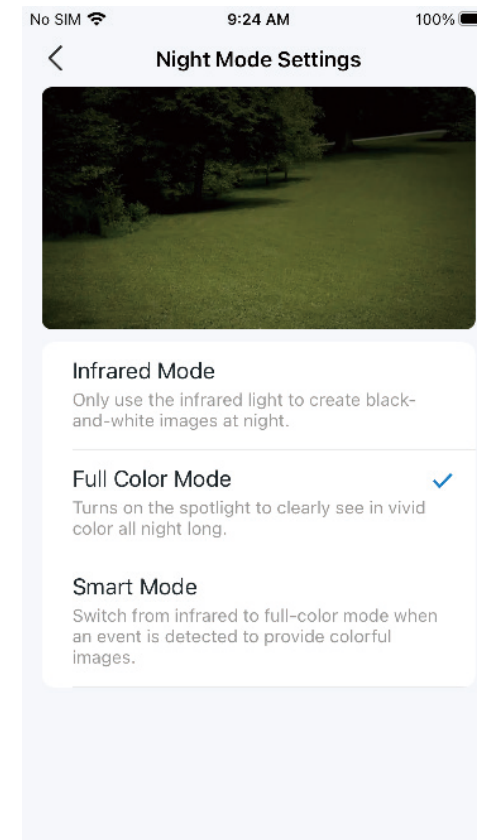 No SIM 9:24 AM 100%
Night Mode Settings
Infrared Mode
Only use the infrared light to create black-
and-white images at night.
Full Color Mode
Turns on the spotlight to clearly see in vivid
color all night long.
Smart Mode
Switch from infrared to full-color mode when
an event is detected to provide colorful
images.